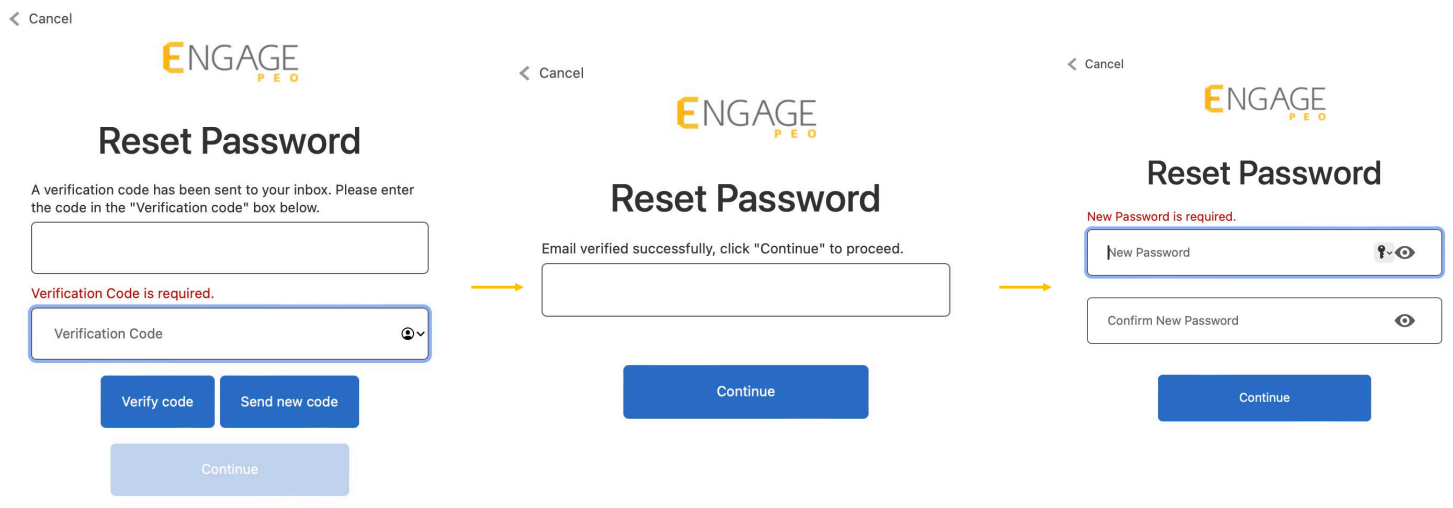 Cancel
ENGAGE
PEO
Reset Password
A verification code has been sent to your inbox. Please enter
the code in the "Verification code" box below.
Verification Code is required.
Verification Code
Verify code
Send new code
Continue
Cancel
ENGAGE
PEO
Reset Password
Email verified successfully, click "Continue" to proceed.
Continue
Cancel
ENGAGE
PEO
Reset Password
New Password is required.
New Password
Confirm New Password
Continue